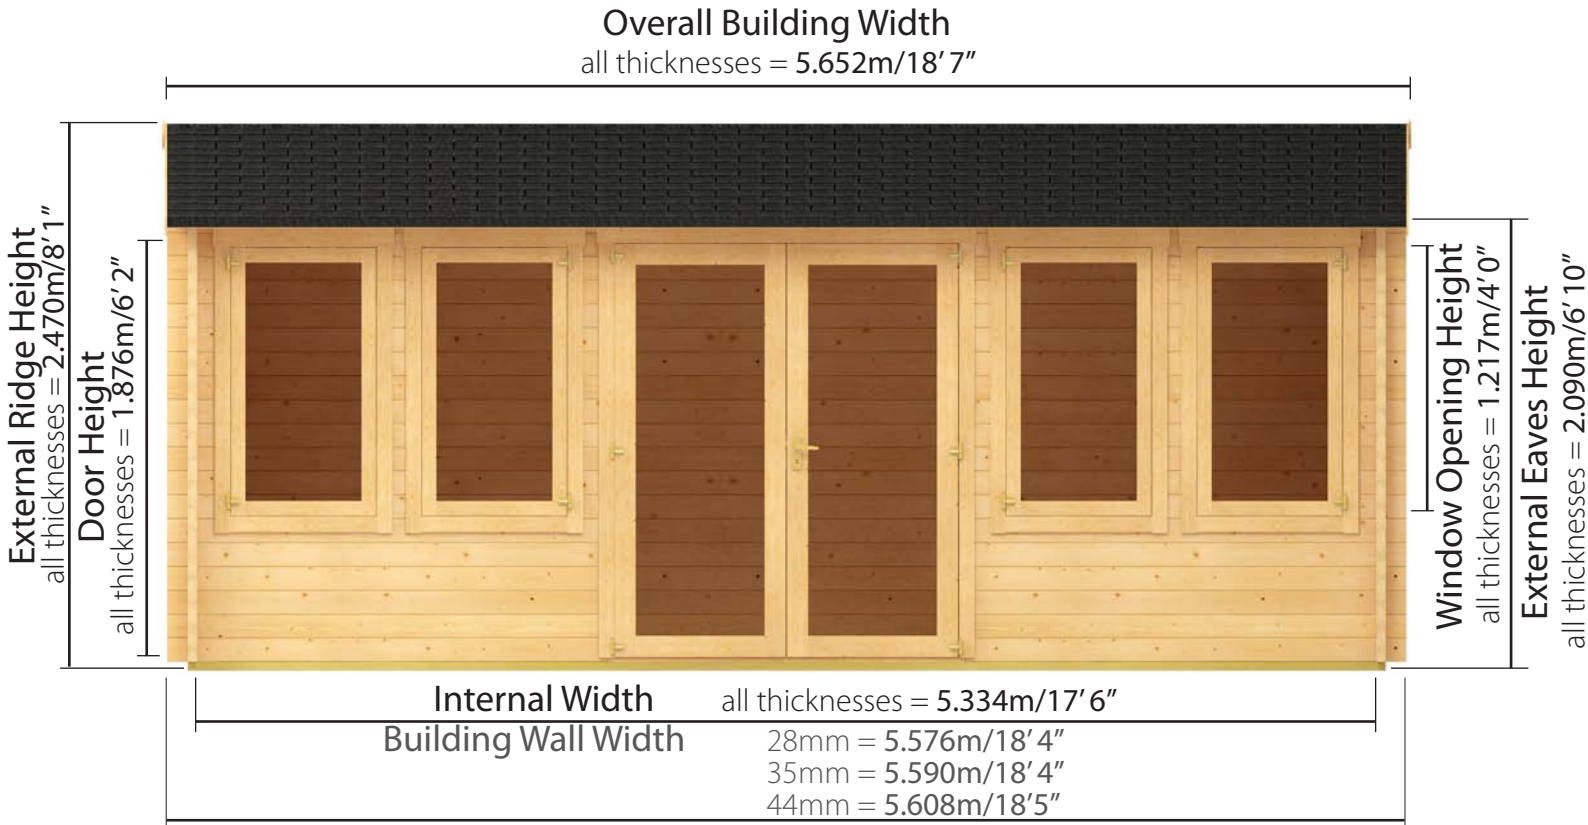 Overall Building Width
all thicknesses = 5.652m/18’ 7”
External Ridge Height
all thicknesses = 2.470m/8’ 1”
Door Height
all thicknesses = 1.876m/6’ 2”
Window Opening Height
all thicknesses = 1.217m/4’ 0”
External Eaves Height
all thicknesses = 2.090m/6’ 10”
Internal Width all thicknesses = 5.334m/17’ 6”
Building Wall Width 28mm = 5.576m/18’ 4”
35mm = 5.590m/18’ 4”
44mm = 5.608m/18’5”